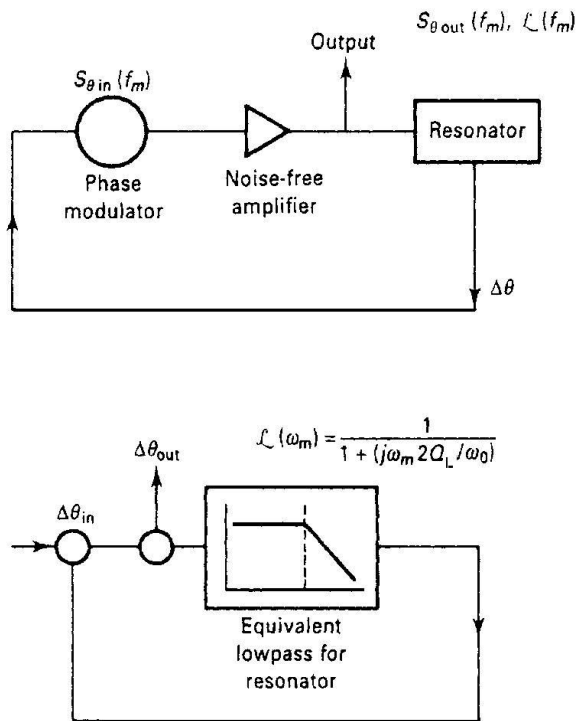 S_θ out (f_m), ℒ(f_m)
Output
S_θ in (f_m)
Resonator
Phase
modulator
Noise-free
amplifier
Δθ
ℒ(ω_m) = 1 / (1 + (jω_m 2Q_L/ω_0))
Δθ_out
Δθ_in
Equivalent
lowpass for
resonator